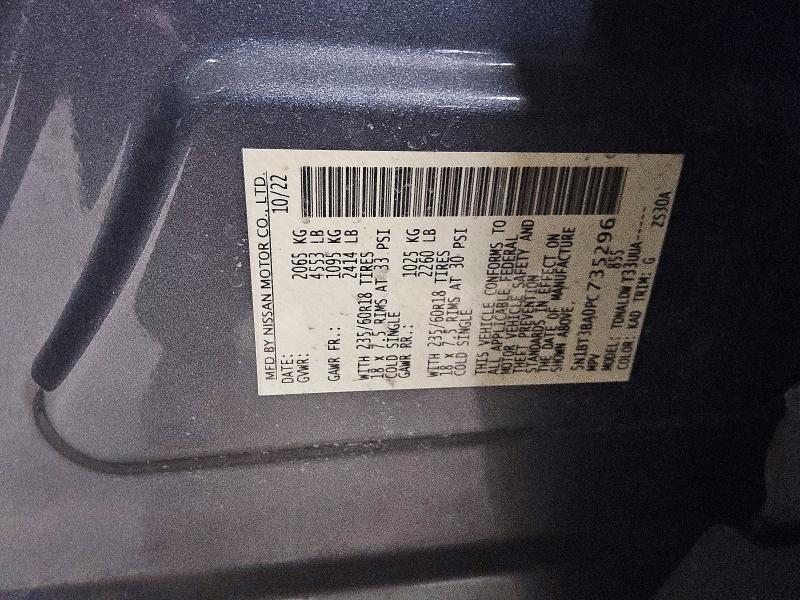 MFD BY NISSAN MOTOR CO., LTD.
DATE: 10/22
GVWR: 2065 KG
4553 LB
GAWR FR.: 1095 KG
2414 LB
WITH 235/60R18 TIRES
18 X 7.5 RIMS AT 33 PSI
COLD SINGLE
GAWR RR.: 1025 KG
2260 LB
WITH 235/60R18 TIRES
18 X 7.5 RIMS AT 30 PSI
COLD SINGLE
THIS VEHICLE CONFORMS TO
ALL APPLICABLE FEDERAL
MOTOR VEHICLE SAFETY AND
THEFT PREVENTION
STANDARDS IN EFFECT ON
THE DATE OF MANUFACTURE
SHOWN ABOVE.
5N1BT3BA0PC735296
MPV 855
MODEL: TCMALDW T33UUA------
COLOR: KAD TRIM: G ZS30A